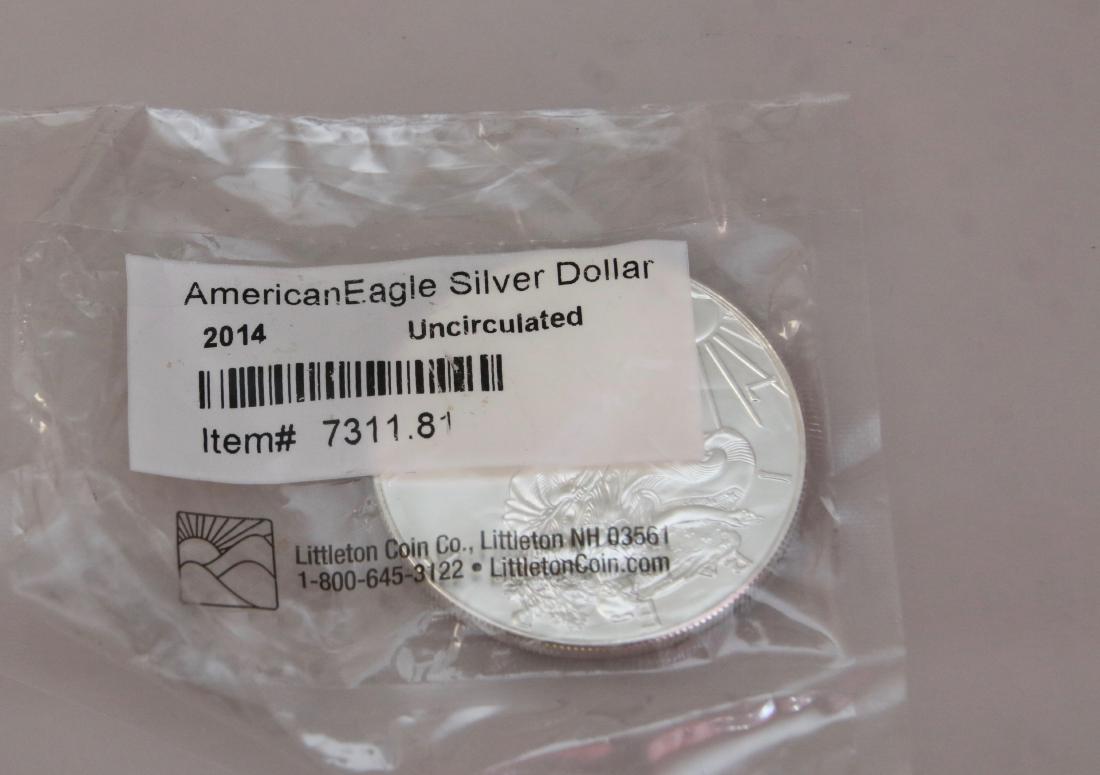 AmericanEagle Silver Dollar
2014 Uncirculated
Item# 7311.81
Littleton Coin Co., Littleton NH 03561
1-800-645-3122 • LittletonCoin.com